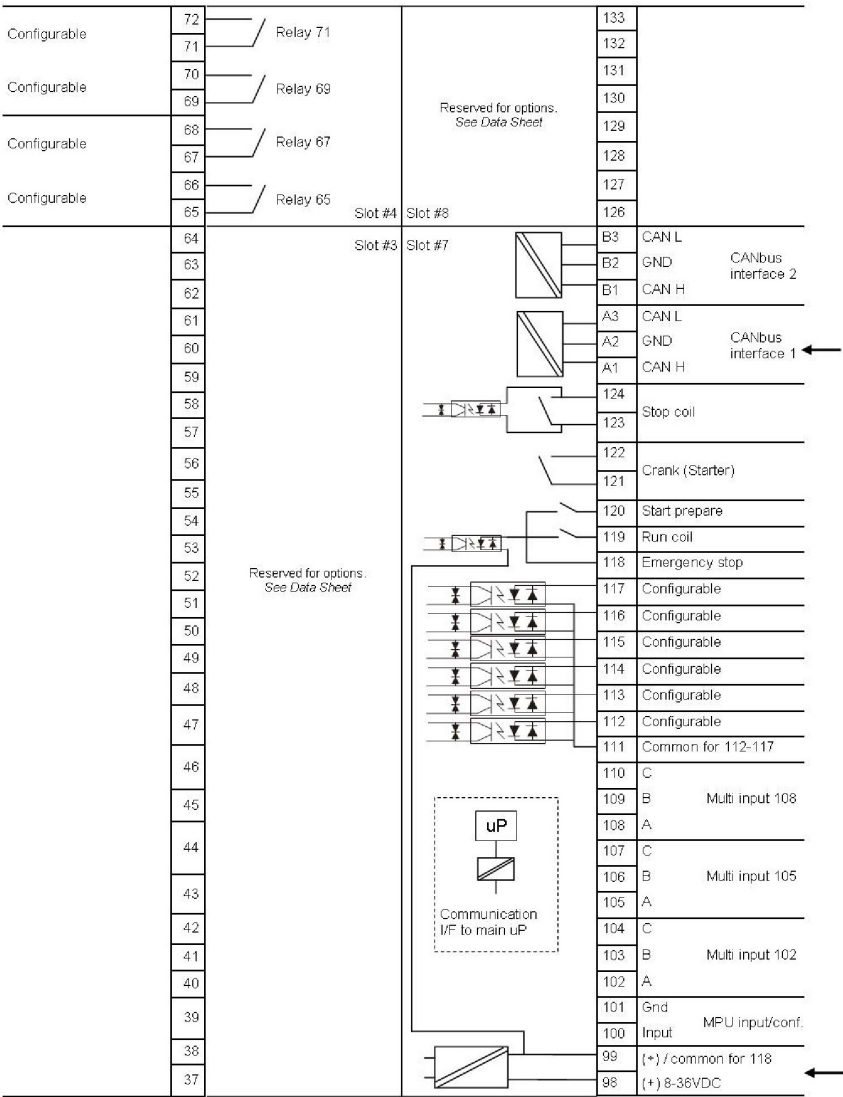 Configurable
Configurable
Configurable
Configurable
72
71
70
69
68
67
66
65
64
63
62
61
60
59
58
57
56
55
54
53
52
51
50
49
48
47
46
45
44
43
42
41
40
39
38
37
Relay 71
Relay 69
Relay 67
Relay 65
Slot #4
Slot #3
Reserved for options.
See Data Sheet
Reserved for options.
See Data Sheet
Slot #8
Slot #7
uP
Communication
I/F to main uP
133
132
131
130
129
128
127
126
B3 CAN L
B2 GND
B1 CAN H
CANbus
interface 2
A3 CAN L
A2 GND
A1 CAN H
CANbus
interface 1
124
123
Stop coil
122
121
Crank (Starter)
120 Start prepare
119 Run coil
118 Emergency stop
117 Configurable
116 Configurable
115 Configurable
114 Configurable
113 Configurable
112 Configurable
111 Common for 112-117
110 C
109 B Multi input 108
108 A
107 C
106 B Multi input 105
105 A
104 C
103 B Multi input 102
102 A
101 Gnd
100 Input
MPU input/conf.
99 (+) / common for 118
98 (+) 8-36VDC